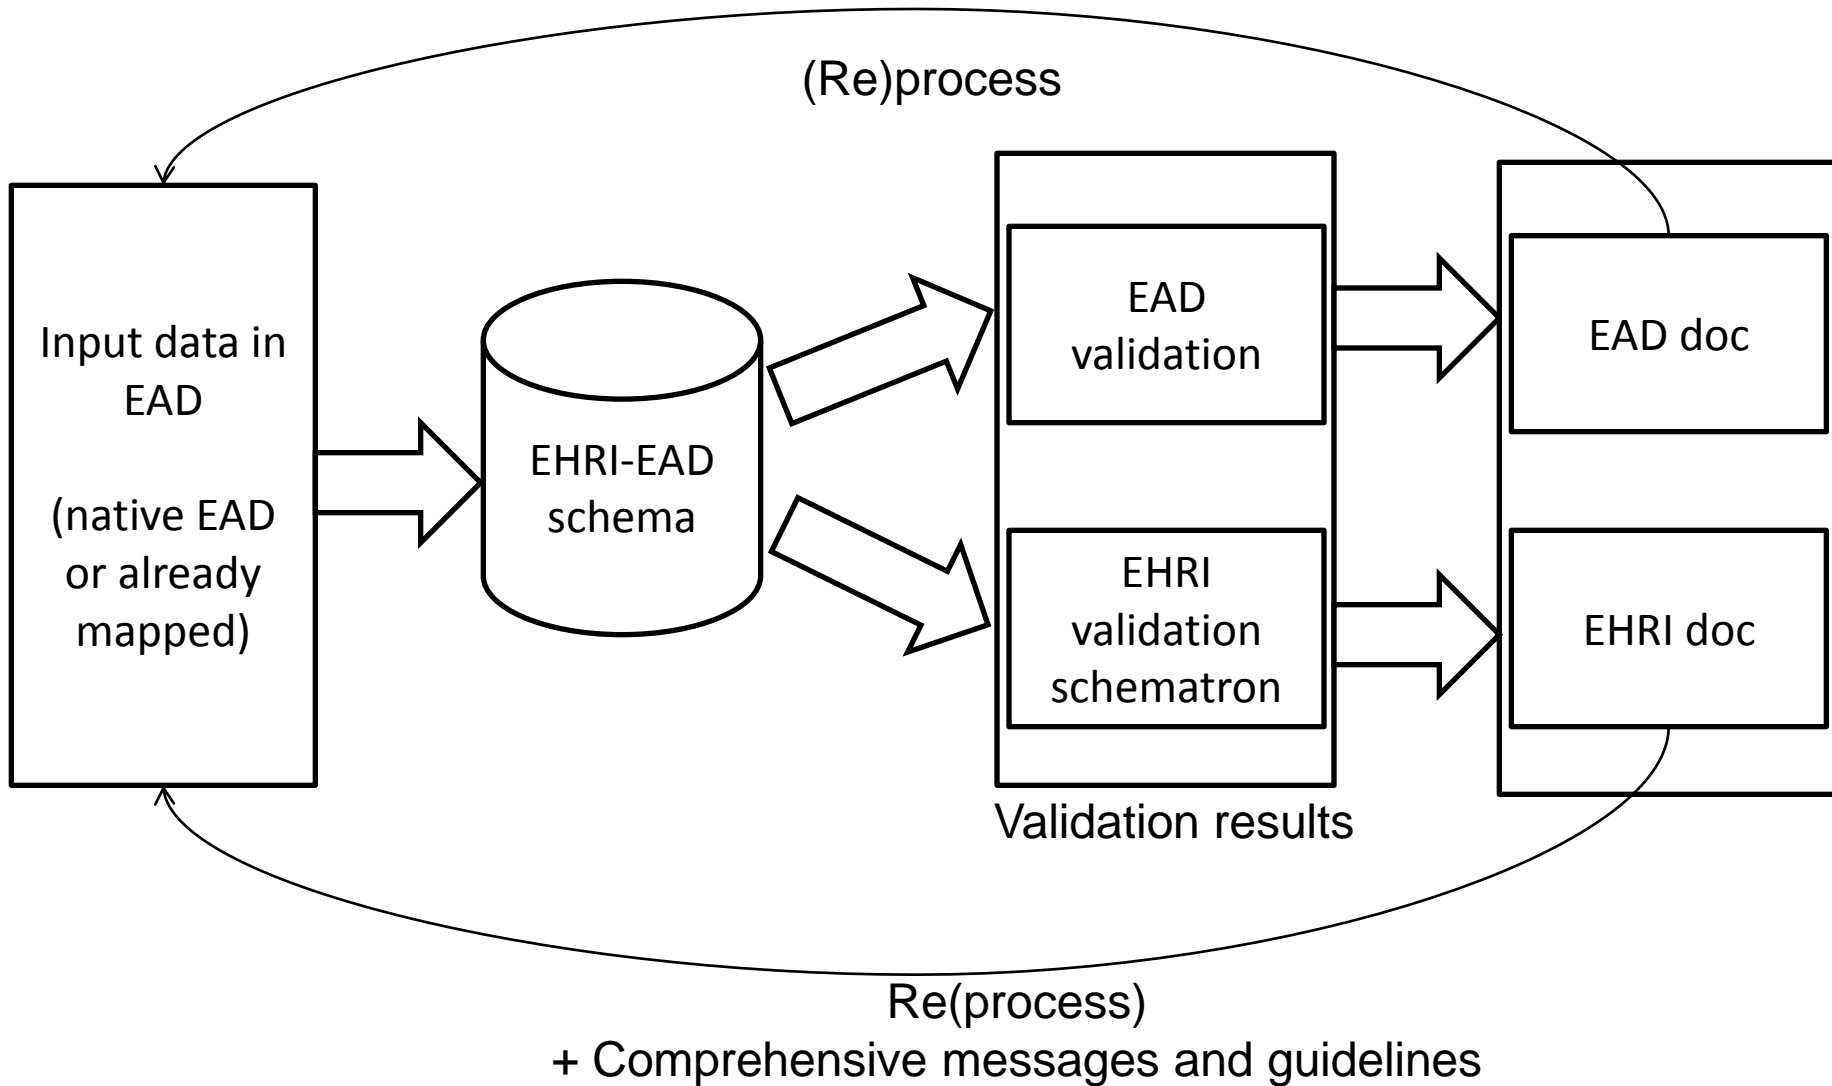 (Re)process
Input data in
EAD
(native EAD
or already
mapped)
EHRI-EAD
schema
EAD
validation
EHRI
validation
schematron
Validation results
EAD doc
EHRI doc
Re(process)
+ Comprehensive messages and guidelines